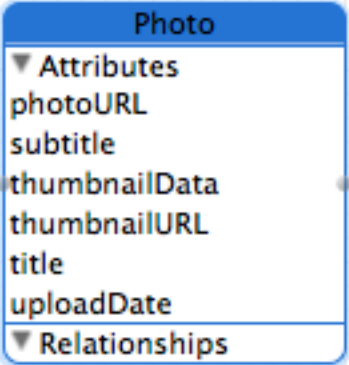 Photo
Attributes
photoURL
subtitle
thumbnailData
thumbnailURL
title
uploadDate
Relationships